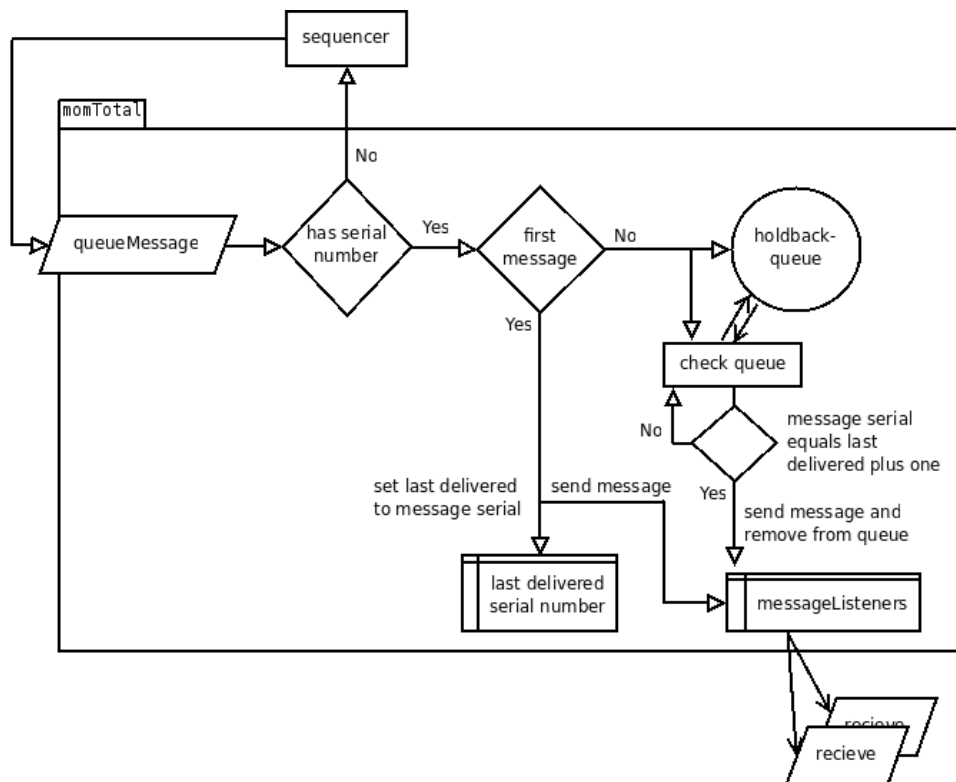 sequencer
momTotal
No
queueMessage
has serial
number
Yes
first
message
No
holdback-
queue
Yes
check queue
No
message serial
equals last
delivered plus one
Yes
set last delivered
to message serial
send message
send message and
remove from queue
last delivered
serial number
messageListeners
recieve
recieve